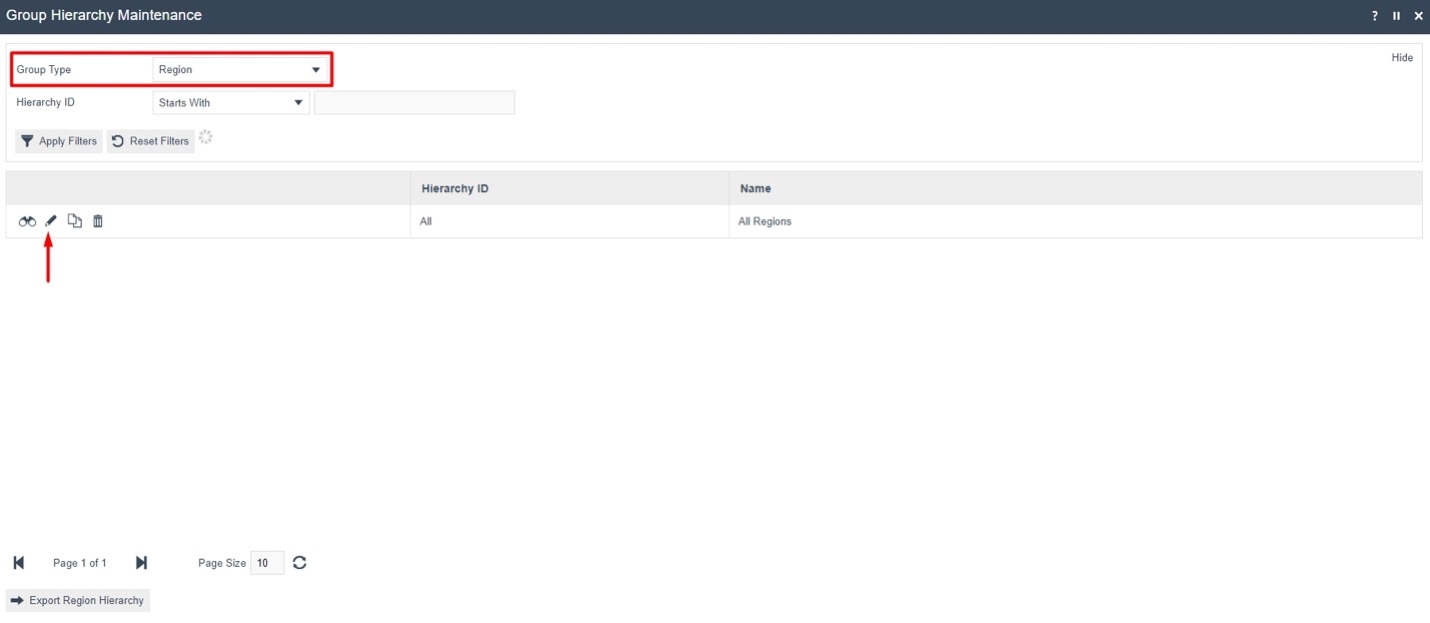 Group Hierarchy Maintenance ?
Hide
Group Type Region
Hierarchy ID Starts With
Apply Filters Reset Filters
Hierarchy ID Name
All All Regions
Page 1 of 1 Page Size 10
Export Region Hierarchy